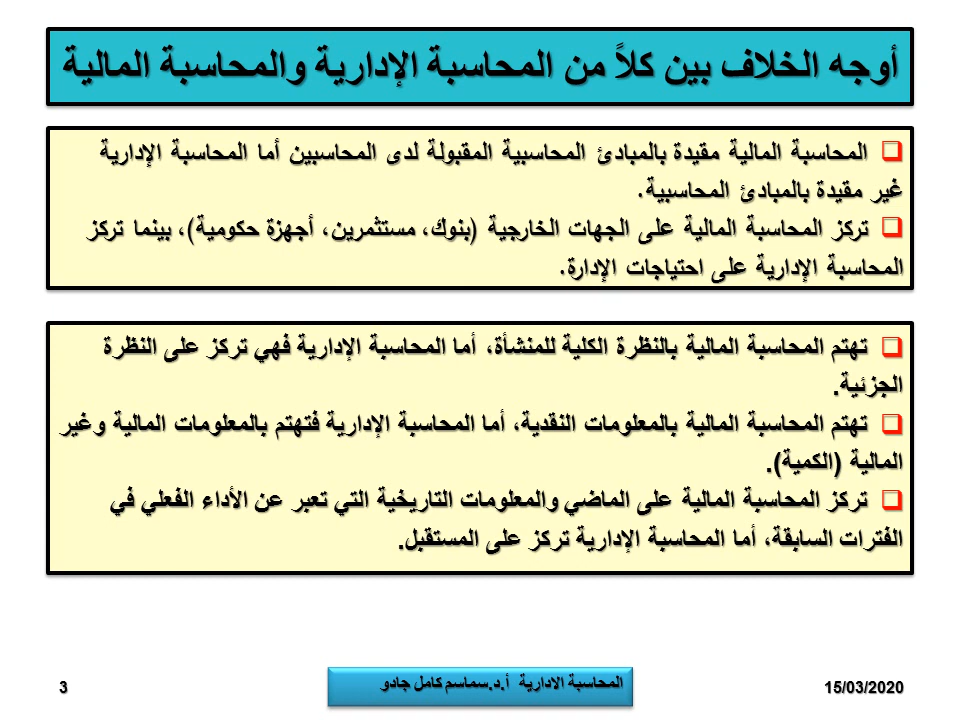 أوجه الخلاف بين كلاً من المحاسبة الإدارية والمحاسبة المالية
❑ المحاسبة المالية مقيدة بالمبادئ المحاسبية المقبولة لدى المحاسبين أما المحاسبة الإدارية
غير مقيدة بالمبادئ المحاسبية.
❑ تركز المحاسبة المالية على الجهات الخارجية (بنوك، مستثمرين، أجهزة حكومية)، بينما تركز
المحاسبة الإدارية على احتياجات الإدارة.
❑ تهتم المحاسبة المالية بالنظرة الكلية للمنشأة، أما المحاسبة الإدارية فهي تركز على النظرة
الجزئية.
❑ تهتم المحاسبة المالية بالمعلومات النقدية، أما المحاسبة الإدارية فتهتم بالمعلومات المالية وغير
المالية (الكمية).
❑ تركز المحاسبة المالية على الماضي والمعلومات التاريخية التي تعبر عن الأداء الفعلي في
الفترات السابقة، أما المحاسبة الإدارية تركز على المستقبل.
15/03/2020
المحاسبة الادارية أ.د.سماسم كامل جادو
3